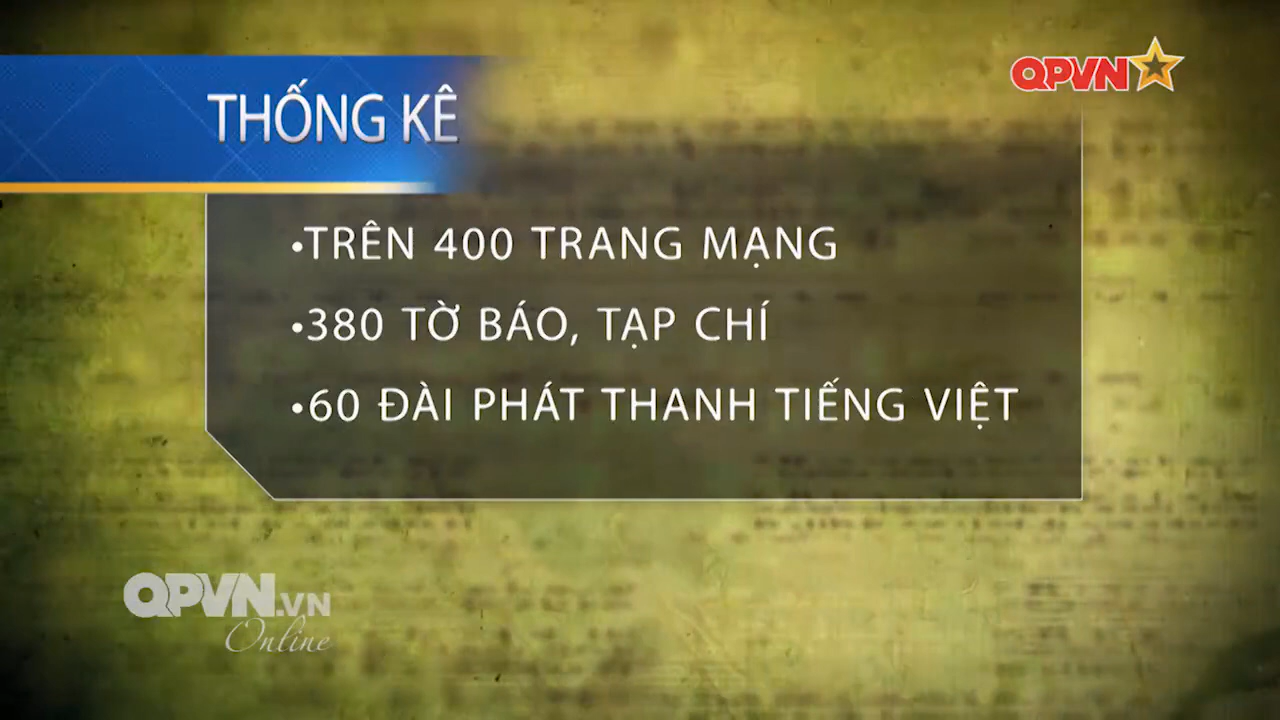 QPVN
THỐNG KÊ
•TRÊN 400 TRANG MẠNG
•380 TỜ BÁO, TẠP CHÍ
•60 ĐÀI PHÁT THANH TIẾNG VIỆT
QPVN.VN
Online